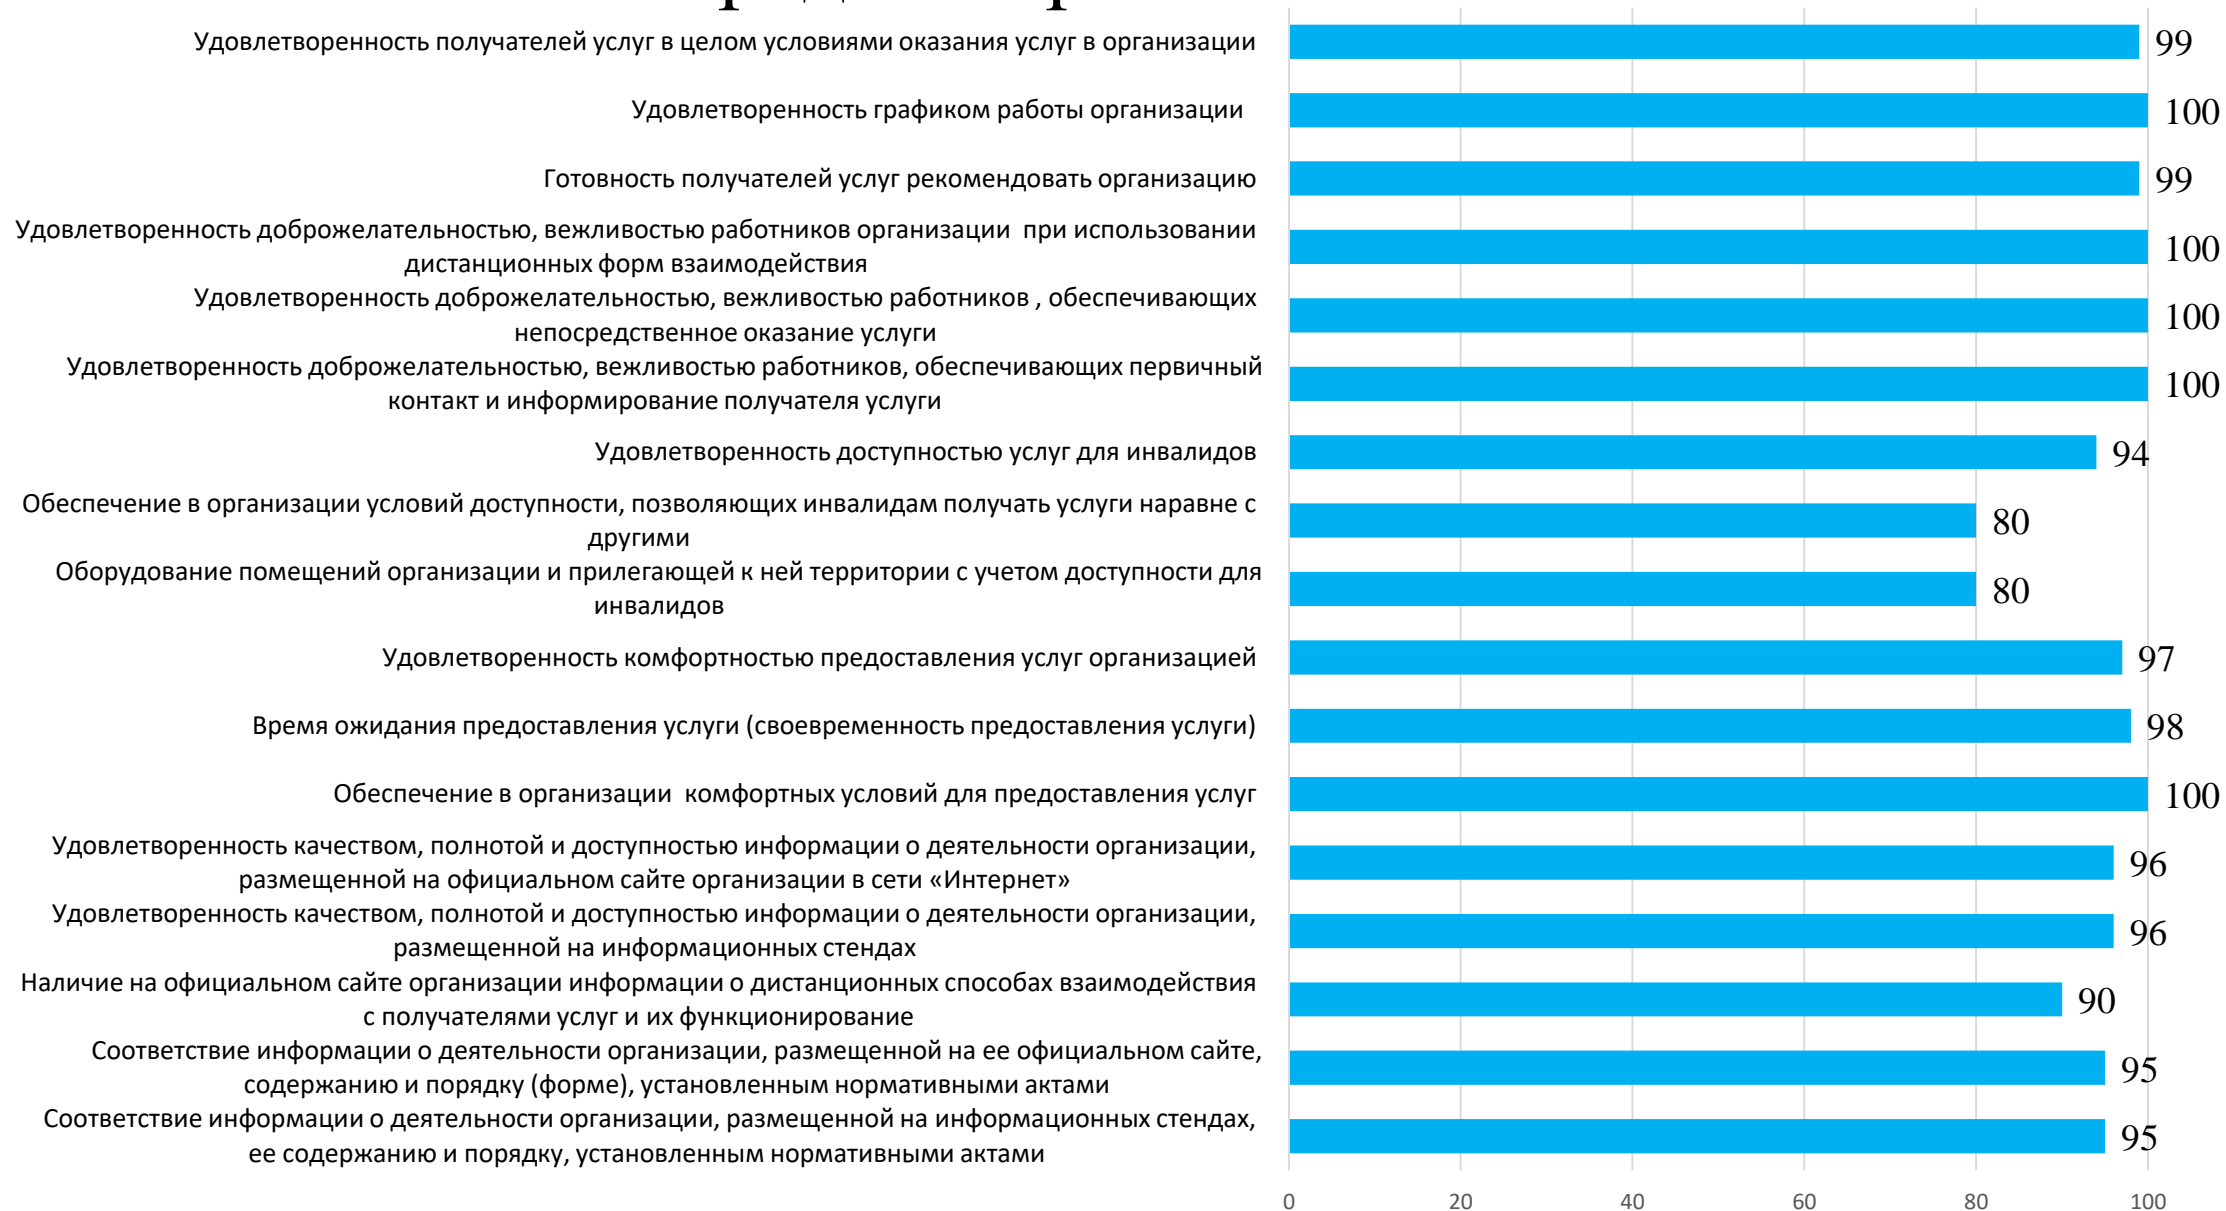 Удовлетворенность получателей услуг в целом условиями оказания услуг в организации 99
Удовлетворенность графиком работы организации 100
Готовность получателей услуг рекомендовать организацию 99
Удовлетворенность доброжелательностью, вежливостью работников организации при использовании
дистанционных форм взаимодействия 100
Удовлетворенность доброжелательностью, вежливостью работников , обеспечивающих
непосредственное оказание услуги 100
Удовлетворенность доброжелательностью, вежливостью работников, обеспечивающих первичный
контакт и информирование получателя услуги 100
Удовлетворенность доступностью услуг для инвалидов 94
Обеспечение в организации условий доступности, позволяющих инвалидам получать услуги наравне с
другими 80
Оборудование помещений организации и прилегающей к ней территории с учетом доступности для
инвалидов 80
Удовлетворенность комфортностью предоставления услуг организацией 97
Время ожидания предоставления услуги (своевременность предоставления услуги) 98
Обеспечение в организации комфортных условий для предоставления услуг 100
Удовлетворенность качеством, полнотой и доступностью информации о деятельности организации,
размещенной на официальном сайте организации в сети «Интернет» 96
Удовлетворенность качеством, полнотой и доступностью информации о деятельности организации,
размещенной на информационных стендах 96
Наличие на официальном сайте организации информации о дистанционных способах взаимодействия
с получателями услуг и их функционирование 90
Соответствие информации о деятельности организации, размещенной на ее официальном сайте,
содержанию и порядку (форме), установленным нормативными актами 95
Соответствие информации о деятельности организации, размещенной на информационных стендах,
ее содержанию и порядку, установленным нормативными актами 95
0 20 40 60 80 100